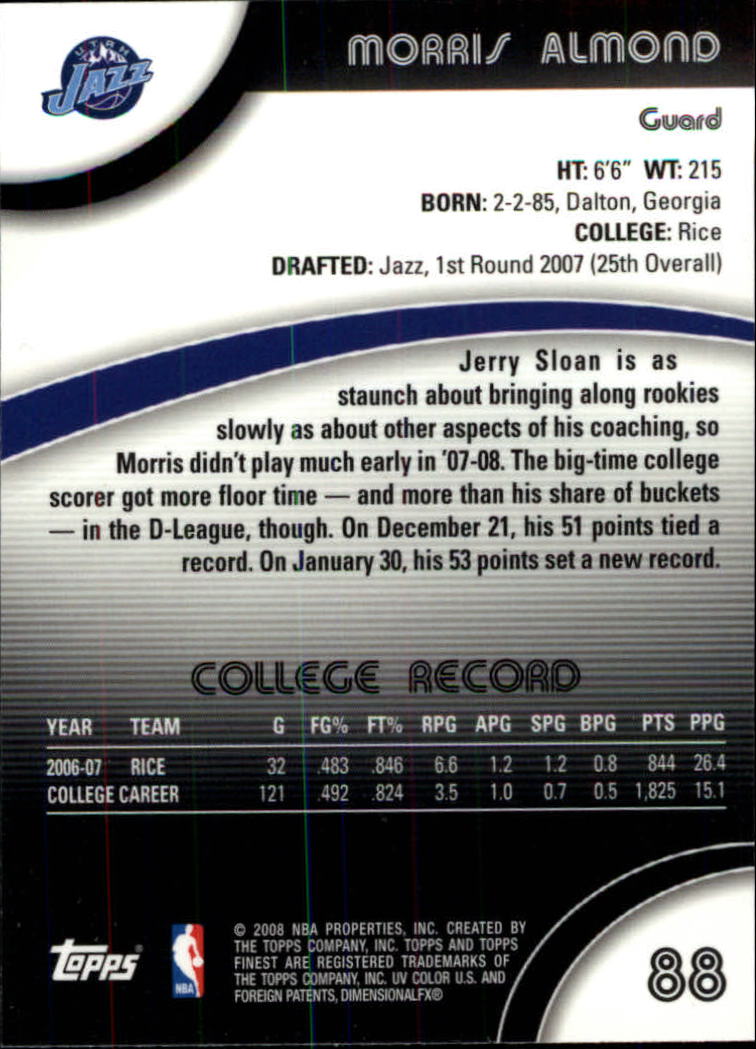 UTAH
JAZZ
MORRIS ALMOND
Guard
HT: 6'6" WT: 215
BORN: 2-2-85, Dalton, Georgia
COLLEGE: Rice
DRAFTED: Jazz, 1st Round 2007 (25th Overall)
Jerry Sloan is as
staunch about bringing along rookies
slowly as about other aspects of his coaching, so
Morris didn't play much early in '07-08. The big-time college
scorer got more floor time — and more than his share of buckets
— in the D-League, though. On December 21, his 51 points tied a
record. On January 30, his 53 points set a new record.
COLLEGE RECORD
YEAR TEAM G FG% FT% RPG APG SPG BPG PTS PPG
2006-07 RICE 32 .483 .846 6.6 1.2 1.2 0.8 844 26.4
COLLEGE CAREER 121 .492 .824 3.5 1.0 0.7 0.5 1,825 15.1
Topps®
NBA
© 2008 NBA PROPERTIES, INC. CREATED BY
THE TOPPS COMPANY, INC. TOPPS AND TOPPS
FINEST ARE REGISTERED TRADEMARKS OF
THE TOPPS COMPANY, INC. UV COLOR U.S. AND
FOREIGN PATENTS, DIMENSIONALFX®
88